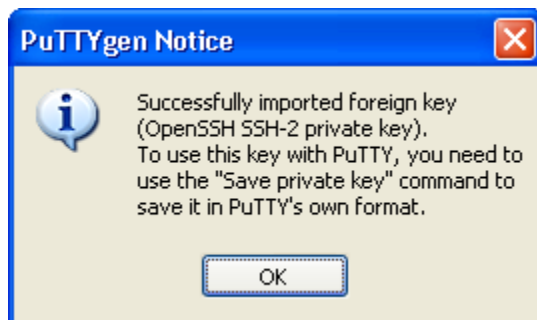 PuTTYgen Notice
Successfully imported foreign key
(OpenSSH SSH-2 private key).
To use this key with PuTTY, you need to
use the "Save private key" command to
save it in PuTTY's own format.
OK